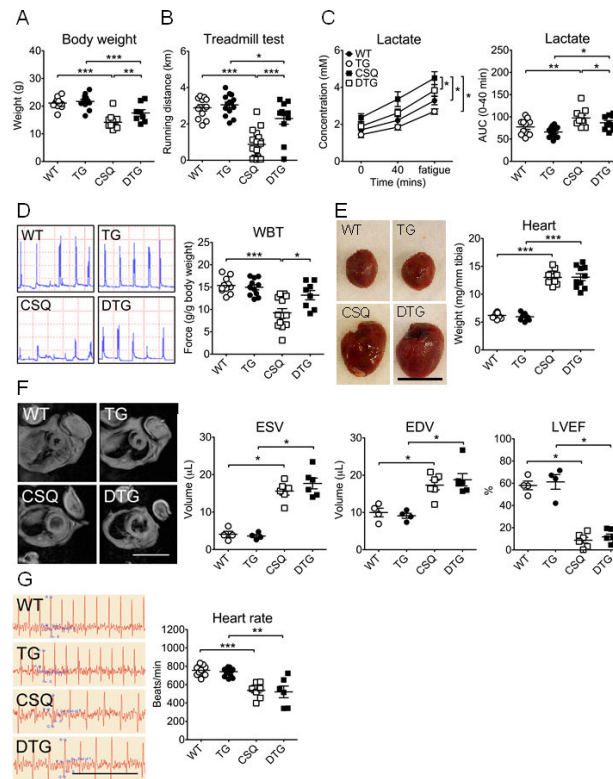 A
Body weight
Weight (g)
40
30
20
10
0
***
***
**
WT
TG
CSQ
DTG
B
Treadmill test
Running distance (km)
6
4
2
0
*
***
***
WT
TG
CSQ
DTG
C
Lactate
Concentration (mM)
6
4
2
0
WT
TG
CSQ
DTG
*
*
*
0
40
fatigue
Time (mins)
Lactate
AUC (0-40 min)
250
200
150
100
50
0
*
**
*
WT
TG
CSQ
DTG
D
WT
TG
CSQ
DTG
WBT
Force (g/g body weight)
25
20
15
10
5
0
***
*
WT
TG
CSQ
DTG
E
WT
TG
CSQ
DTG
Heart
Weight (mg/mm tibia)
20
15
10
5
0
***
***
WT
TG
CSQ
DTG
F
WT
TG
CSQ
DTG
ESV
Volume (μL)
30
20
10
0
*
*
WT
TG
CSQ
DTG
EDV
Volume (μL)
30
20
10
0
*
*
WT
TG
CSQ
DTG
LVEF
%
100
80
60
40
20
0
*
*
WT
TG
CSQ
DTG
G
WT
TG
CSQ
DTG
Heart rate
Beats/min
1200
1000
800
600
400
200
0
**
***
WT
TG
CSQ
DTG